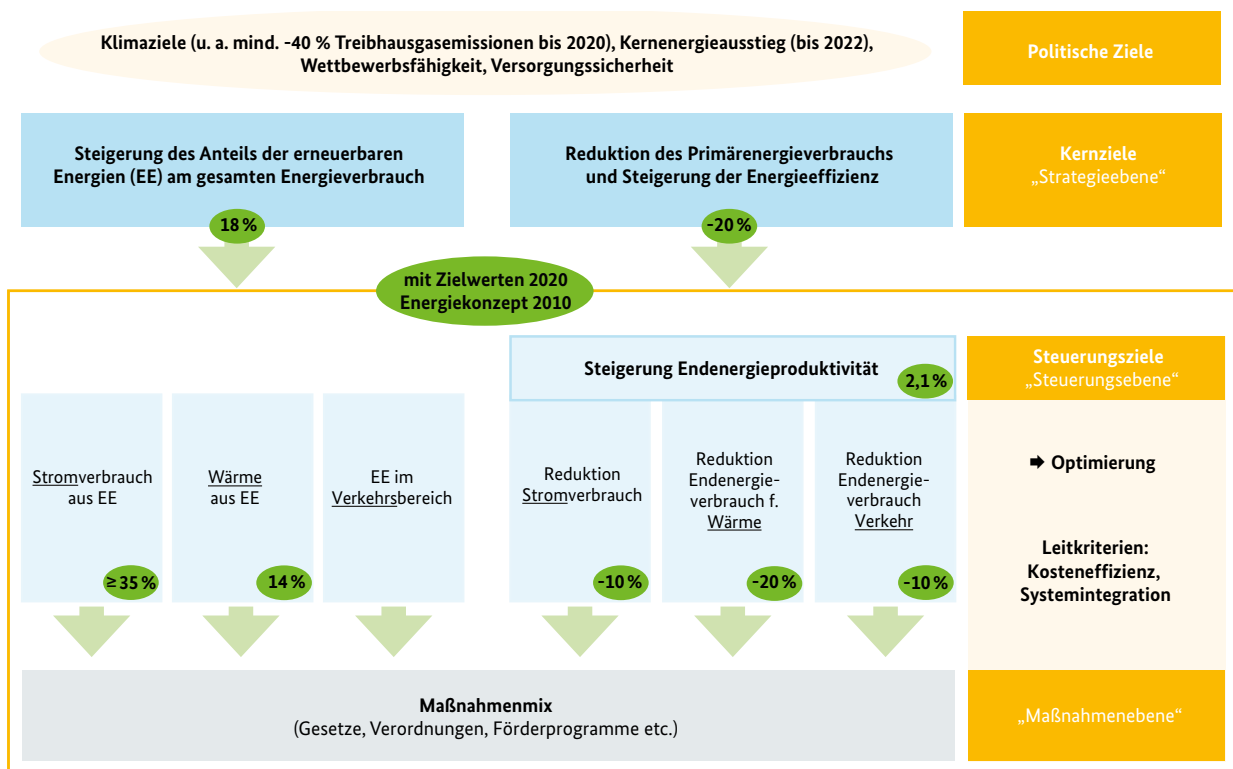 Klimaziele (u. a. mind. -40 % Treibhausgasemissionen bis 2020), Kernenergieausstieg (bis 2022),
Wettbewerbsfähigkeit, Versorgungssicherheit
Politische Ziele
Steigerung des Anteils der erneuerbaren
Energien (EE) am gesamten Energieverbrauch
18 %
Reduktion des Primärenergieverbrauchs
und Steigerung der Energieeffizienz
-20 %
Kernziele
„Strategieebene“
mit Zielwerten 2020
Energiekonzept 2010
Steigerung Endenergieproduktivität
2,1 %
Steuerungsziele
„Steuerungsebene“
Stromverbrauch
aus EE
≥ 35 %
Wärme
aus EE
14 %
EE im
Verkehrsbereich
Reduktion
Stromverbrauch
-10 %
Reduktion
Endenergie-
verbrauch f.
Wärme
-20 %
Reduktion
Endenergie-
verbrauch
Verkehr
-10 %
➡ Optimierung
Leitkriterien:
Kosteneffizienz,
Systemintegration
Maßnahmenmix
(Gesetze, Verordnungen, Förderprogramme etc.)
„Maßnahmenebene“